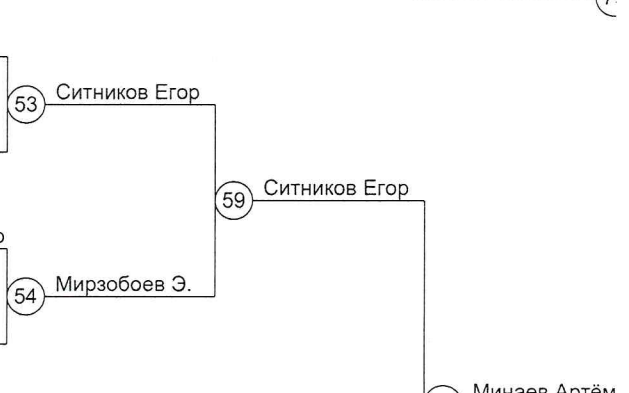 53 Ситников Егор
59 Ситников Егор
54 Мирзобоев Э.
Минаев Артём